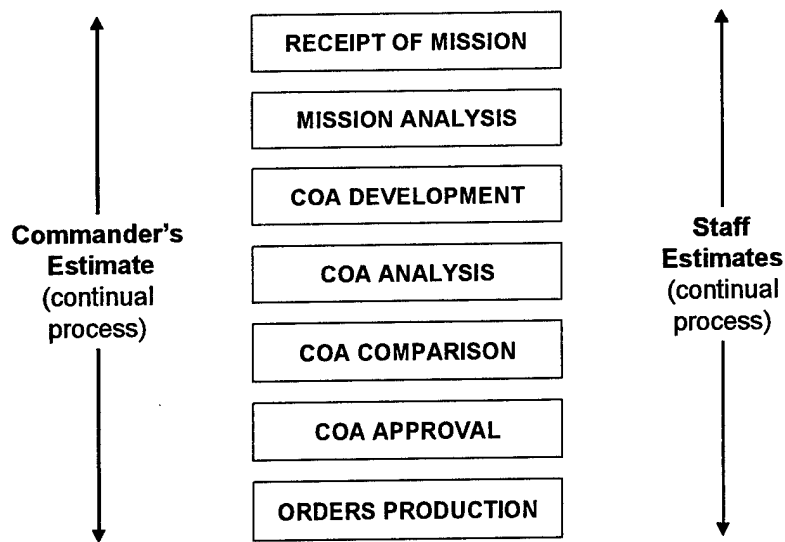 RECEIPT OF MISSION
MISSION ANALYSIS
COA DEVELOPMENT
COA ANALYSIS
COA COMPARISON
COA APPROVAL
ORDERS PRODUCTION
Commander's
Estimate
(continual
process)
Staff
Estimates
(continual
process)